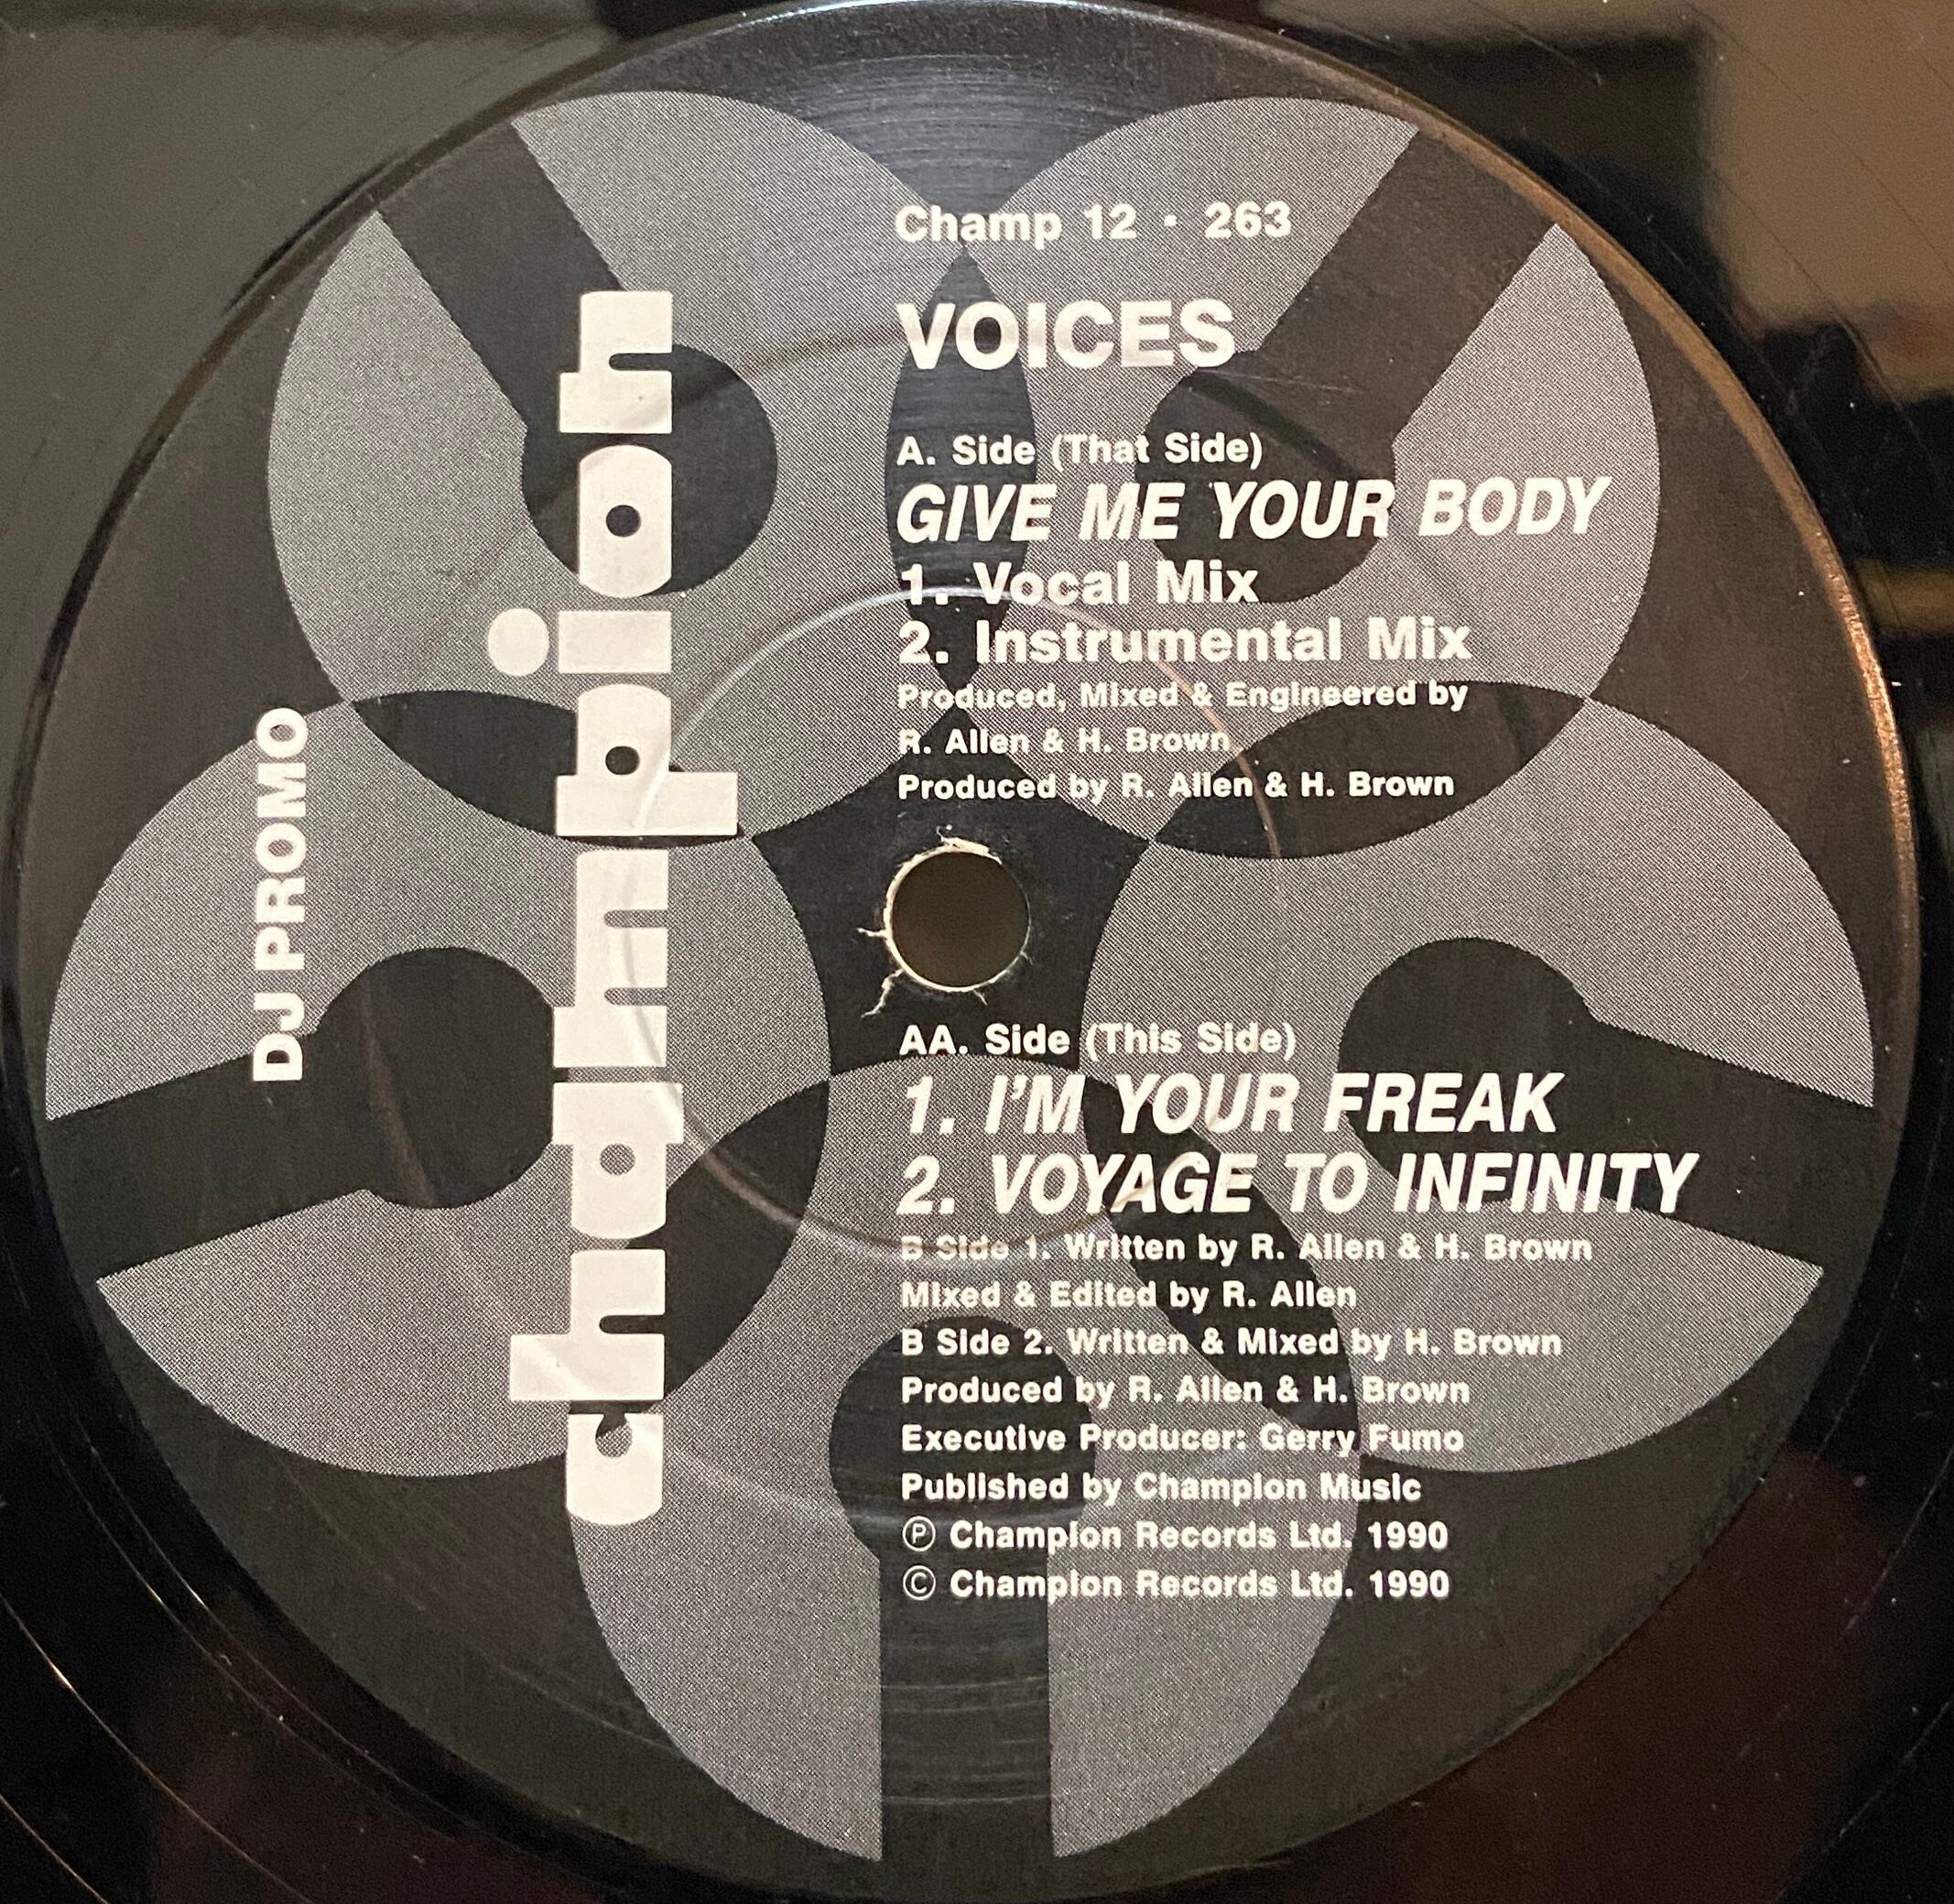 Champ 12 · 263
VOICES
A. Side (That Side)
GIVE ME YOUR BODY
1. Vocal Mix
2. Instrumental Mix
Produced, Mixed & Engineered by
R. Allen & H. Brown
Produced by R. Allen & H. Brown
AA. Side (This Side)
1. I'M YOUR FREAK
2. VOYAGE TO INFINITY
B Side 1. Written by R. Allen & H. Brown
Mixed & Edited by R. Allen
B Side 2. Written & Mixed by H. Brown
Produced by R. Allen & H. Brown
Executive Producer: Gerry Fumo
Published by Champion Music
Ⓟ Champion Records Ltd. 1990
© Champion Records Ltd. 1990
champion
DJ PROMO